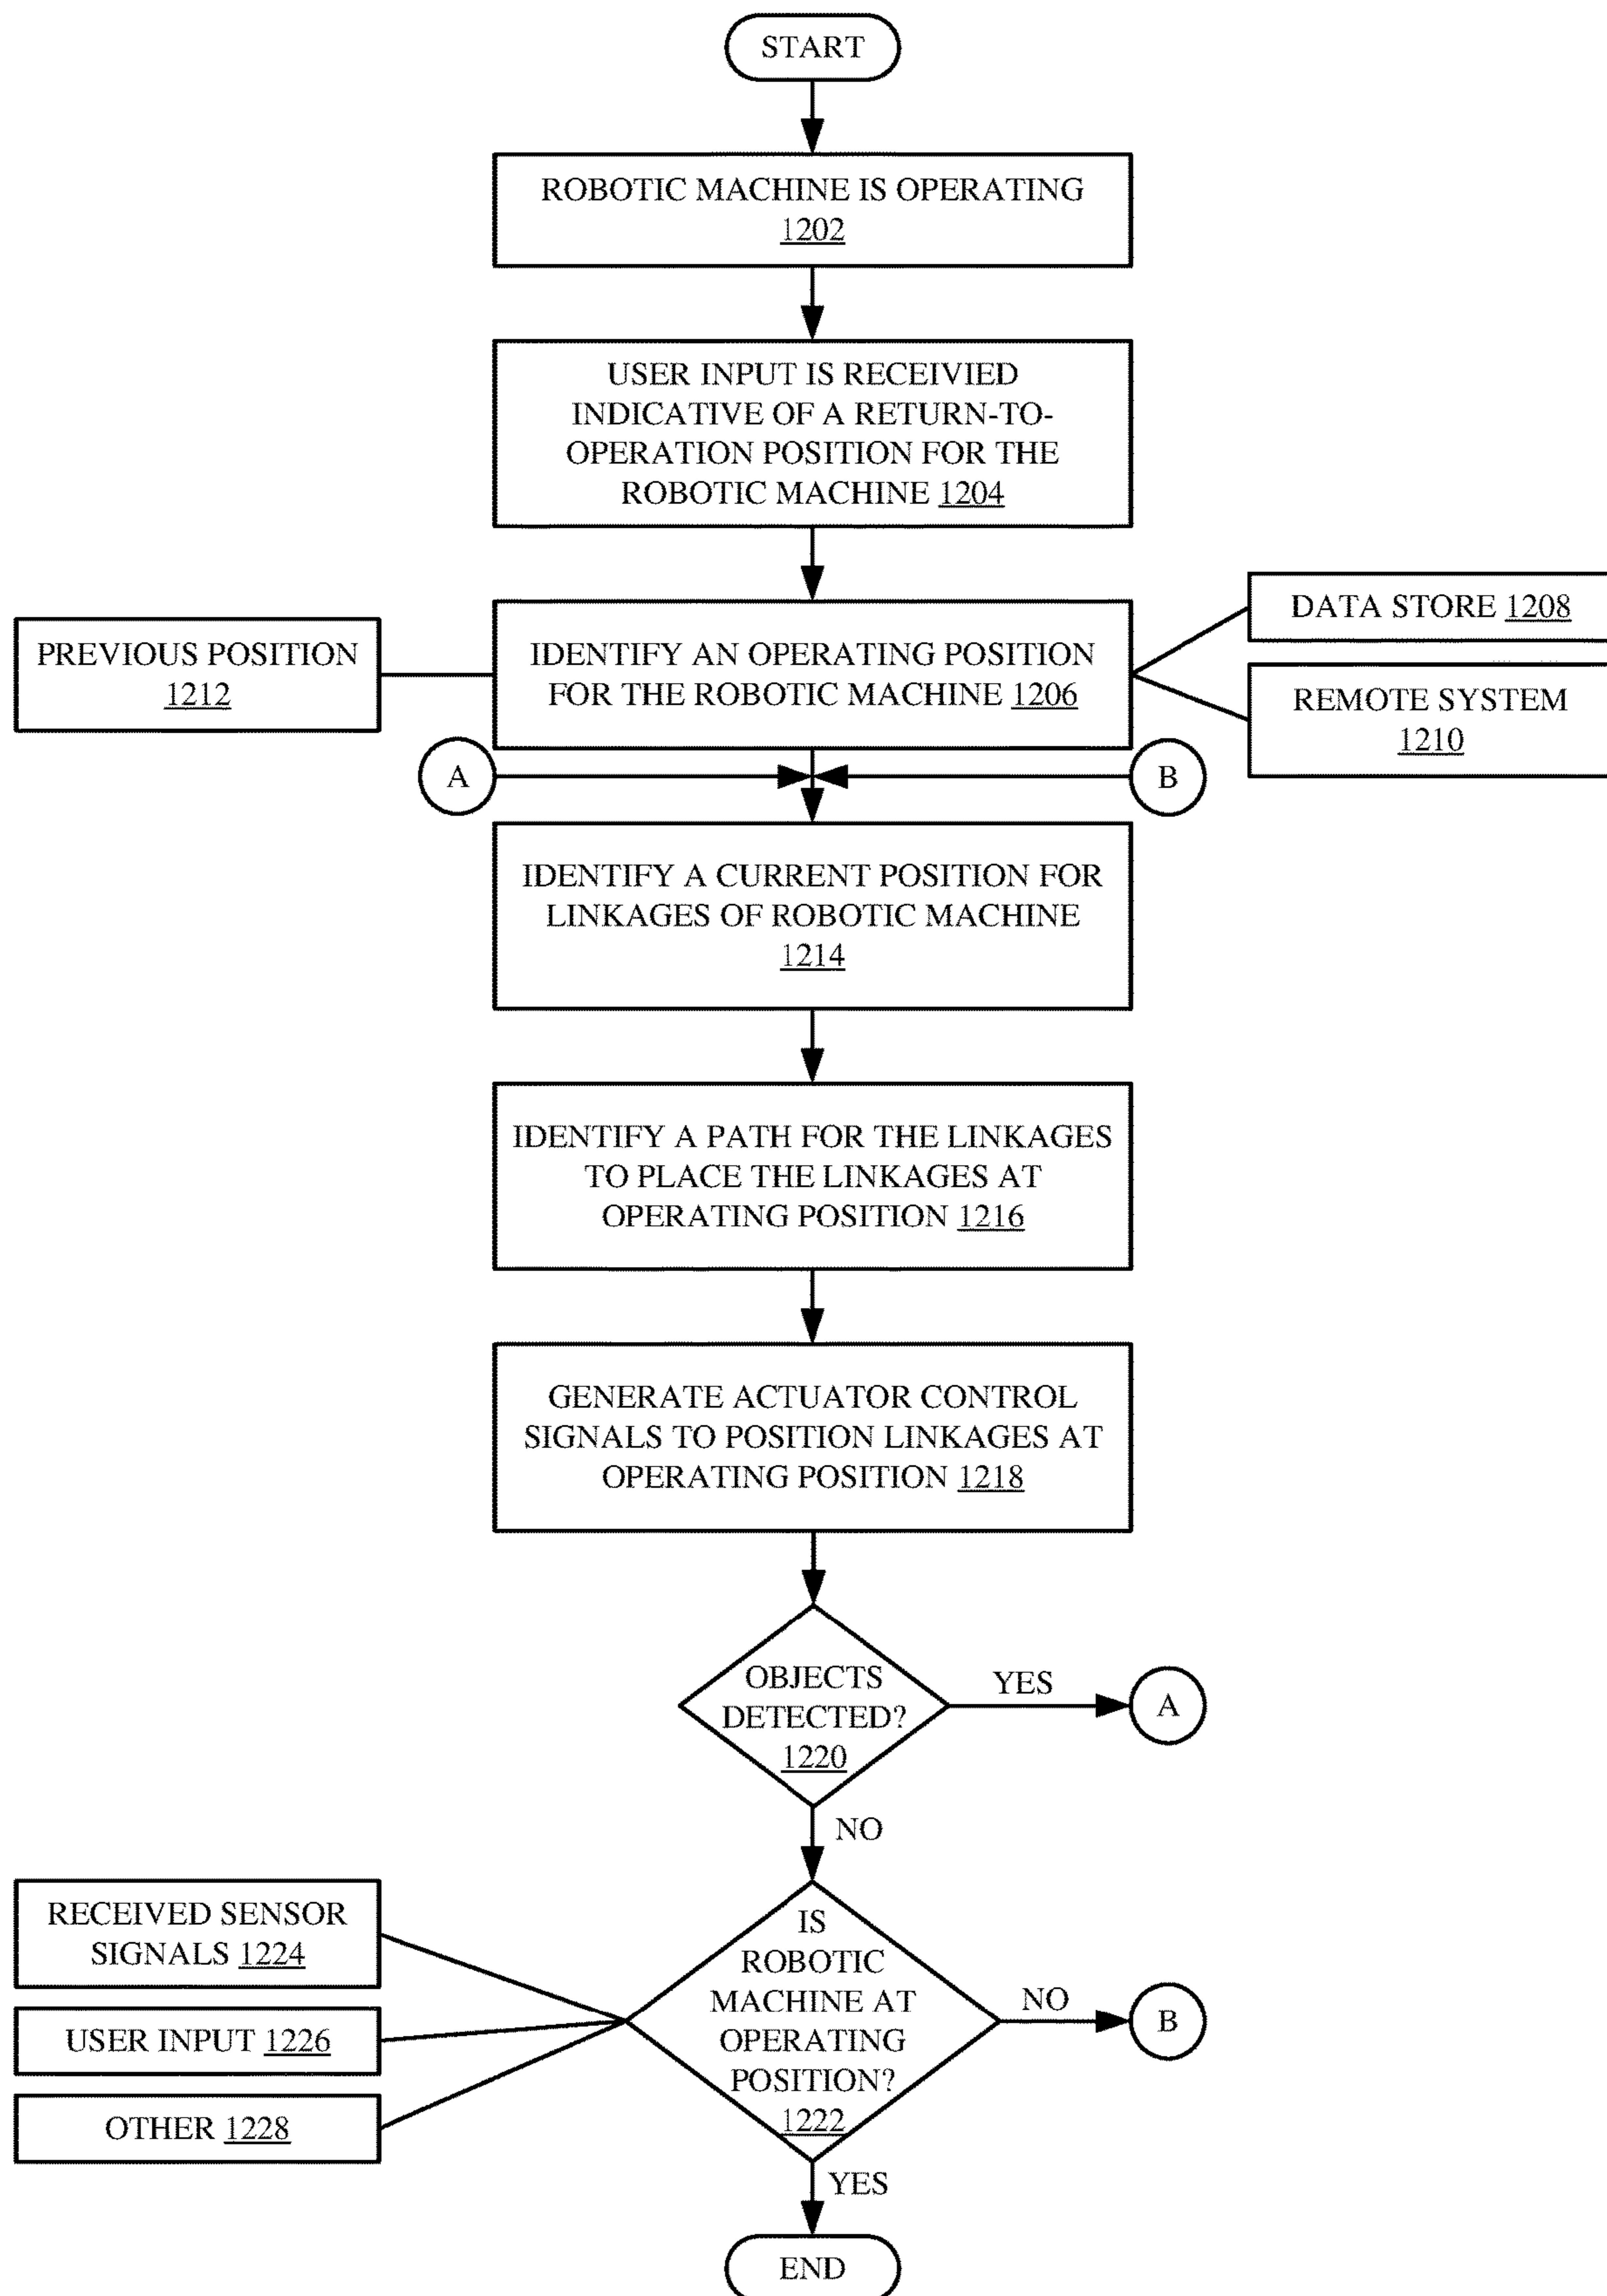 START
ROBOTIC MACHINE IS OPERATING
1202
USER INPUT IS RECEIVIED
INDICATIVE OF A RETURN-TO-
OPERATION POSITION FOR THE
ROBOTIC MACHINE 1204
PREVIOUS POSITION
1212
IDENTIFY AN OPERATING POSITION
FOR THE ROBOTIC MACHINE 1206
DATA STORE 1208
REMOTE SYSTEM
1210
A
B
IDENTIFY A CURRENT POSITION FOR
LINKAGES OF ROBOTIC MACHINE
1214
IDENTIFY A PATH FOR THE LINKAGES
TO PLACE THE LINKAGES AT
OPERATING POSITION 1216
GENERATE ACTUATOR CONTROL
SIGNALS TO POSITION LINKAGES AT
OPERATING POSITION 1218
OBJECTS
DETECTED?
1220
YES
A
NO
RECEIVED SENSOR
SIGNALS 1224
USER INPUT 1226
OTHER 1228
IS
ROBOTIC
MACHINE AT
OPERATING
POSITION?
1222
NO
B
YES
END